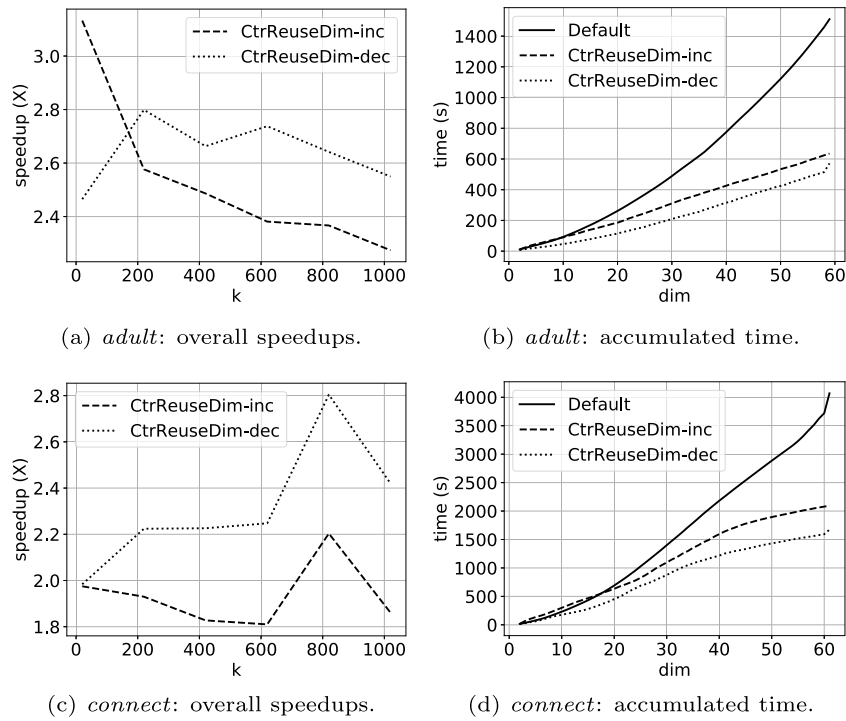 CtrReuseDim-inc
CtrReuseDim-dec
speedup (X)
3.0
2.8
2.6
2.4
0 200 400 600 800 1000
k
(a) adult: overall speedups.
Default
CtrReuseDim-inc
CtrReuseDim-dec
time (s)
1400
1200
1000
800
600
400
200
0
0 10 20 30 40 50 60
dim
(b) adult: accumulated time.
CtrReuseDim-inc
CtrReuseDim-dec
speedup (X)
2.8
2.6
2.4
2.2
2.0
1.8
0 200 400 600 800 1000
k
(c) connect: overall speedups.
Default
CtrReuseDim-inc
CtrReuseDim-dec
time (s)
4000
3500
3000
2500
2000
1500
1000
500
0
0 10 20 30 40 50 60
dim
(d) connect: accumulated time.